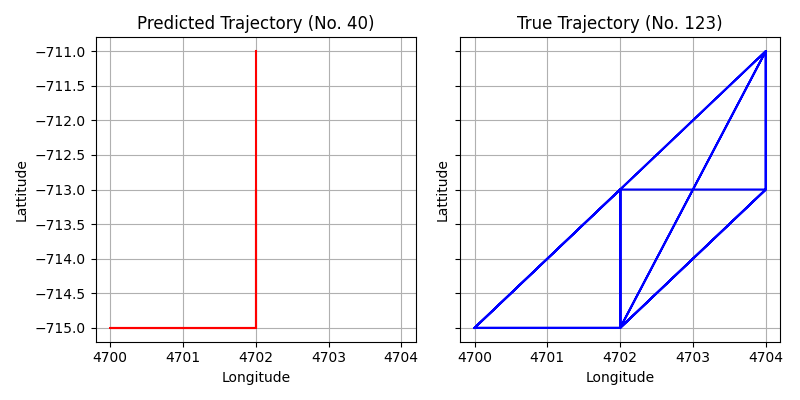 Predicted Trajectory (No. 40)
True Trajectory (No. 123)
Lattitude
−711.0
−711.5
−712.0
−712.5
−713.0
−713.5
−714.0
−714.5
−715.0
4700 4701 4702 4703 4704
Longitude
Lattitude
4700 4701 4702 4703 4704
Longitude